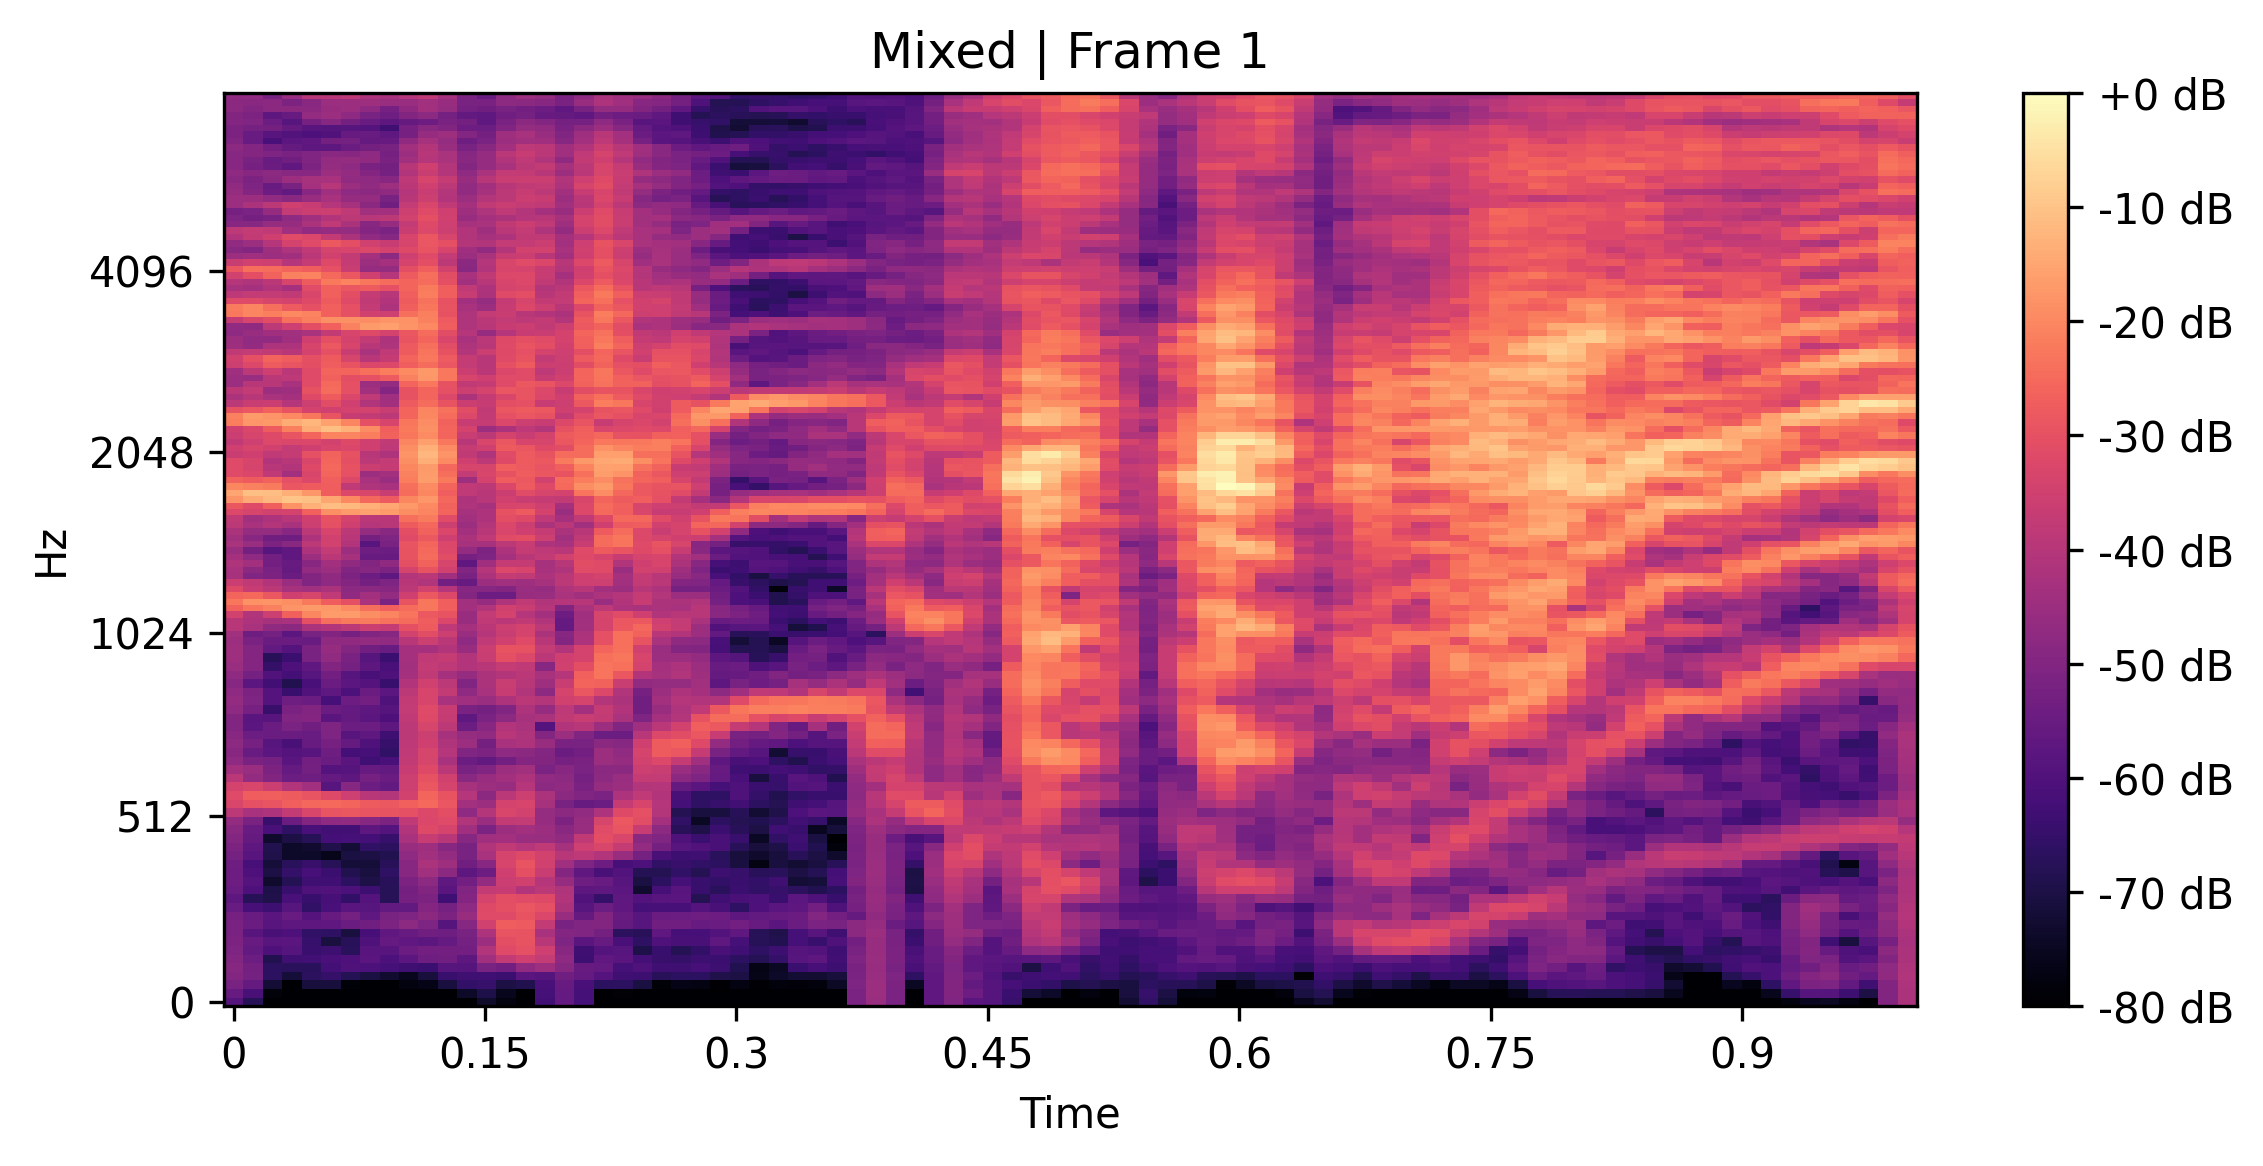 Mixed | Frame 1
Hz
4096
2048
1024
512
0
0 0.15 0.3 0.45 0.6 0.75 0.9
Time
+0 dB
-10 dB
-20 dB
-30 dB
-40 dB
-50 dB
-60 dB
-70 dB
-80 dB